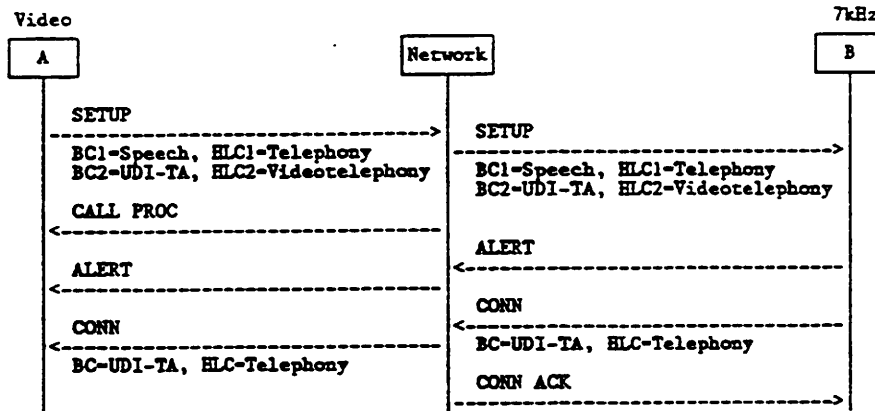 Video
7kHz
A
Network
B
SETUP
SETUP
BC1=Speech, HLC1=Telephony
BC2=UDI-TA, HLC2=Videotelephony
BC1=Speech, HLC1=Telephony
BC2=UDI-TA, HLC2=Videotelephony
CALL PROC
ALERT
ALERT
CONN
CONN
BC=UDI-TA, HLC=Telephony
BC=UDI-TA, HLC=Telephony
CONN ACK